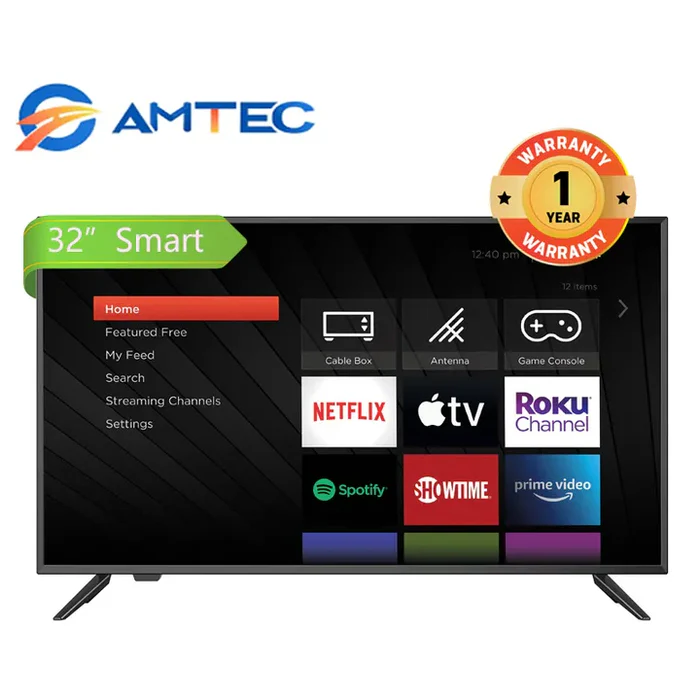 AMTEC
WARRANTY
1
YEAR
WARRANTY
32” Smart
12:40 pm
12 items
Home
Featured Free
My Feed
Search
Streaming Channels
Settings
Cable Box
Antenna
Game Console
NETFLIX
tv
ROKU
Channel
Spotify
SHOWTIME
prime video